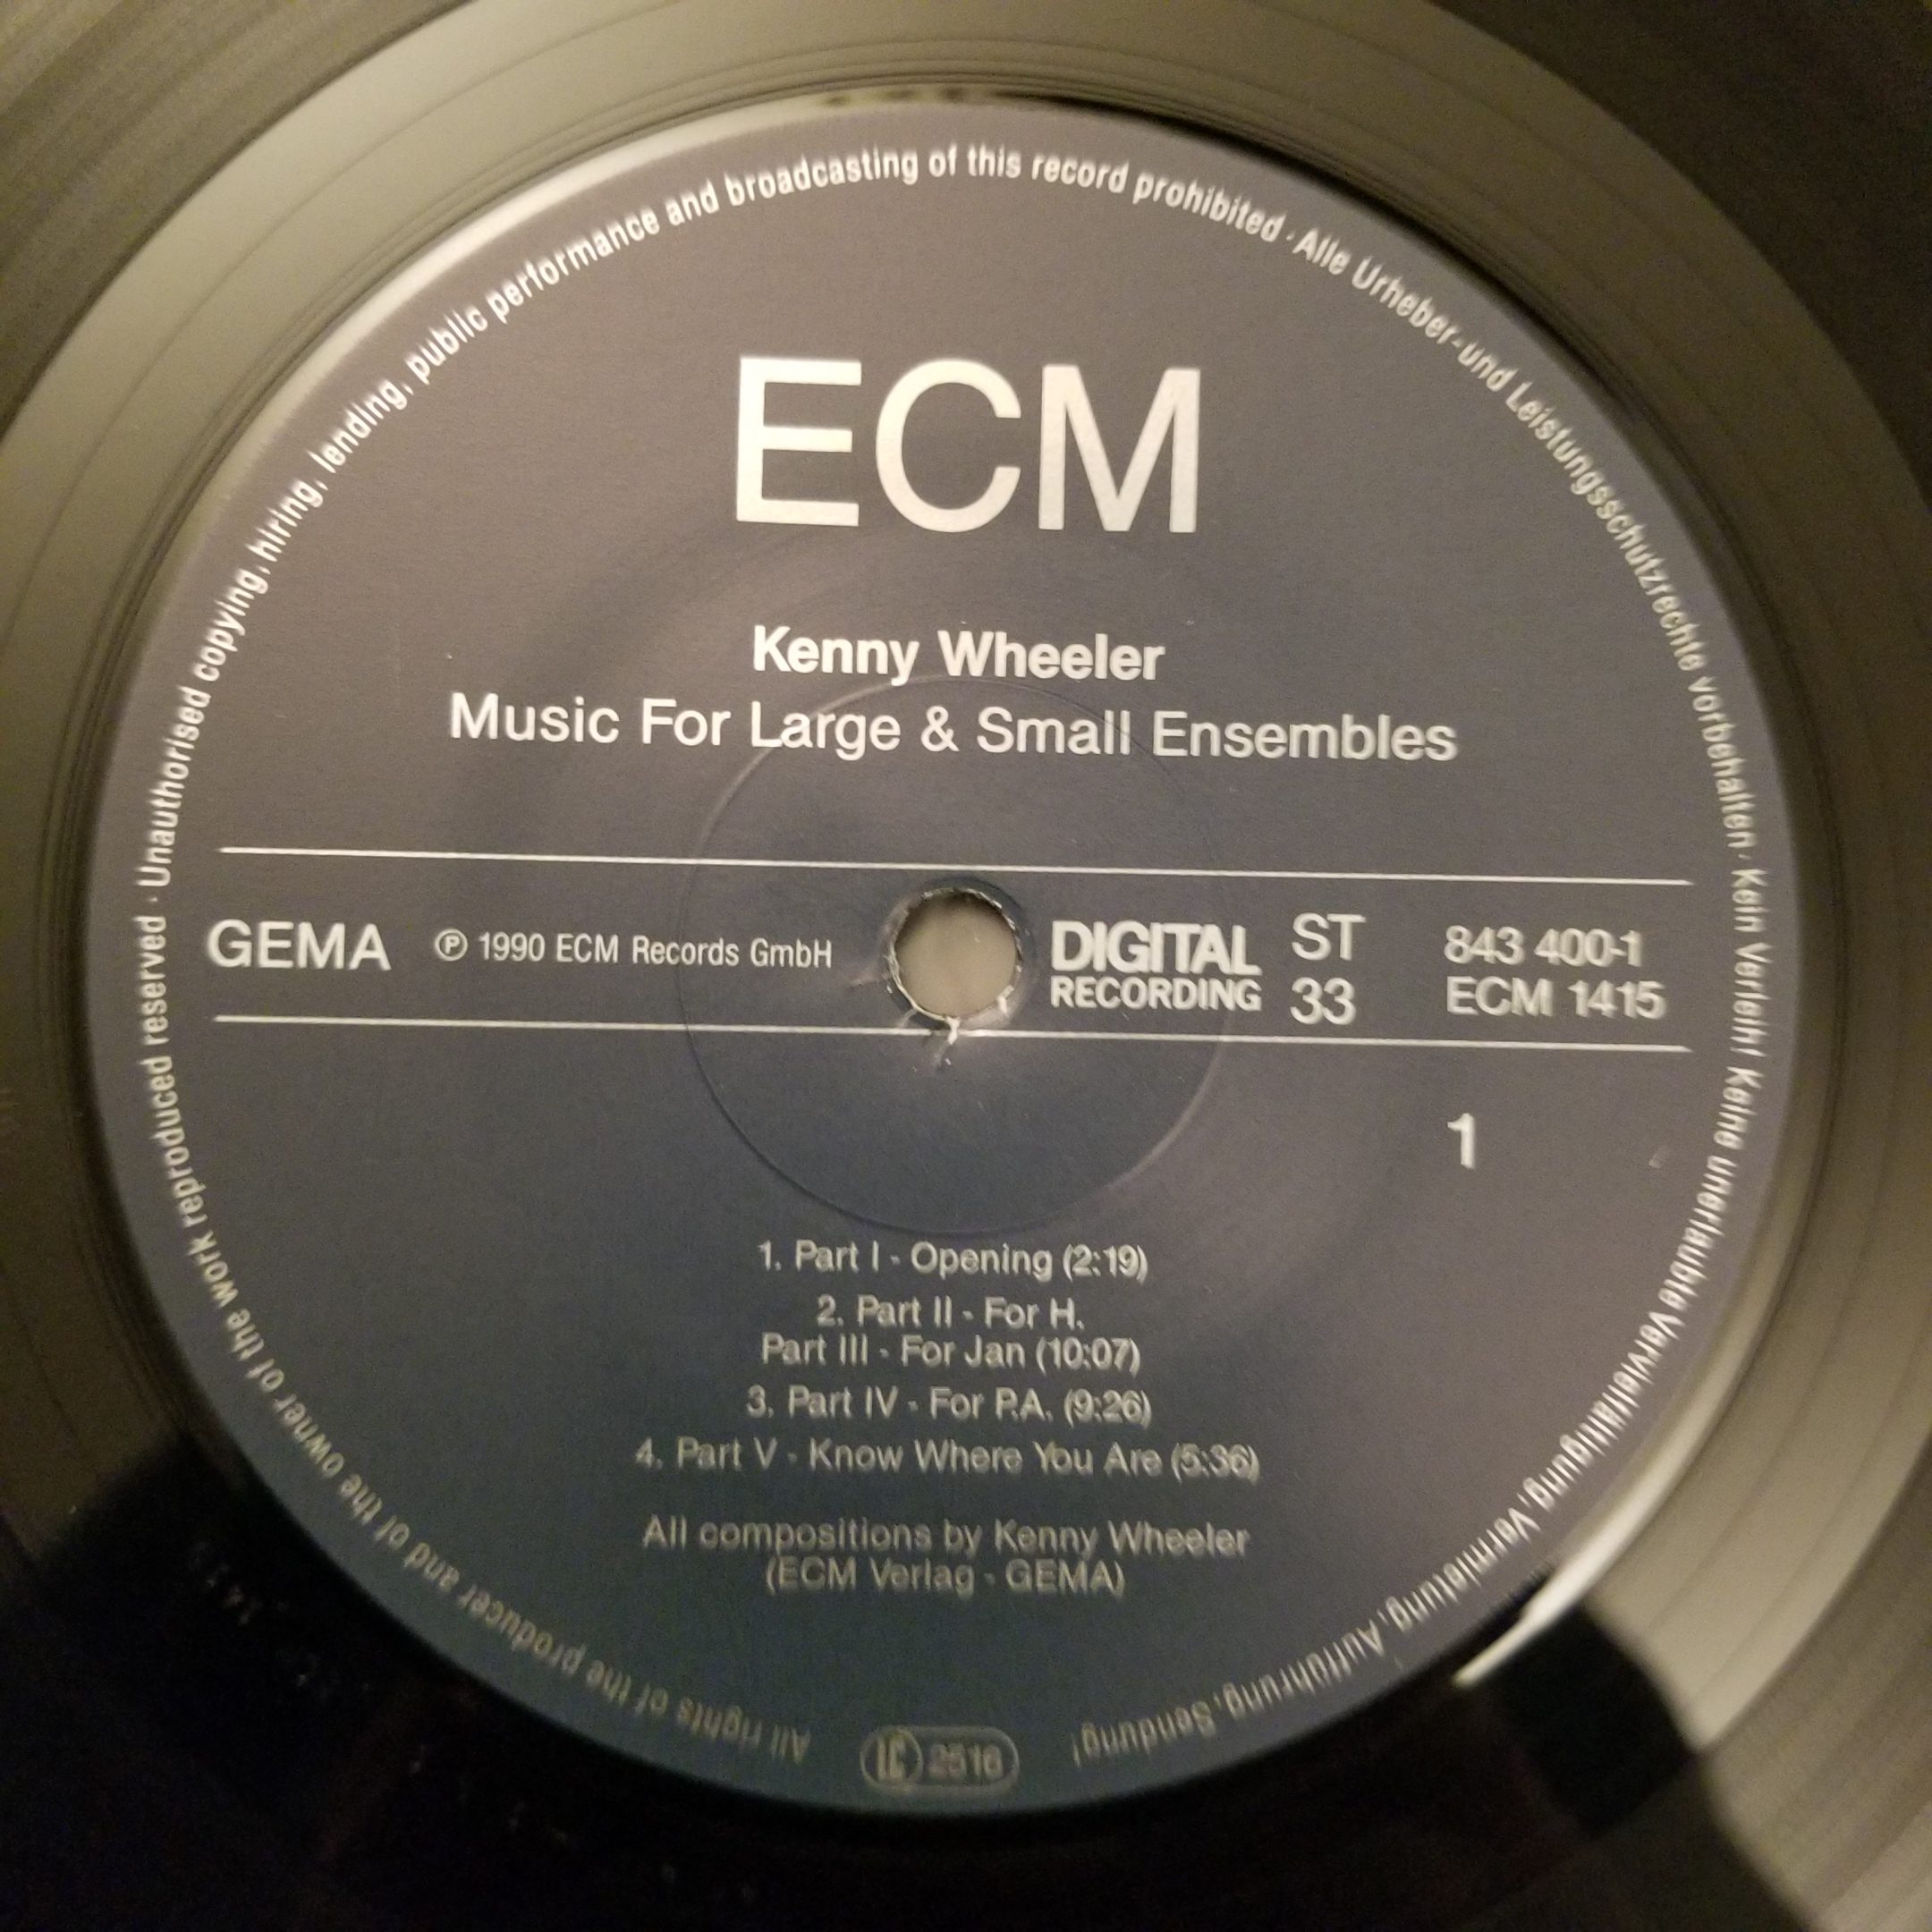 ECM
Kenny Wheeler
Music For Large & Small Ensembles
GEMA
℗ 1990 ECM Records GmbH
DIGITAL
RECORDING
ST
33
843 400-1
ECM 1415
1
1. Part I - Opening (2:19)
2. Part II - For H.
Part III - For Jan (10:07)
3. Part IV - For P.A. (9:26)
4. Part V - Know Where You Are (5:36)
All compositions by Kenny Wheeler
(ECM Verlag - GEMA)
LC 2516
All rights of the producer and of the owner of the work reproduced reserved · Unauthorised copying, hiring, lending, public performance and broadcasting of this record prohibited · Alle Urheber- und Leistungsschutzrechte vorbehalten · Kein Verleih! Keine unerlaubte Vervielfältigung, Vermietung, Aufführung, Sendung!